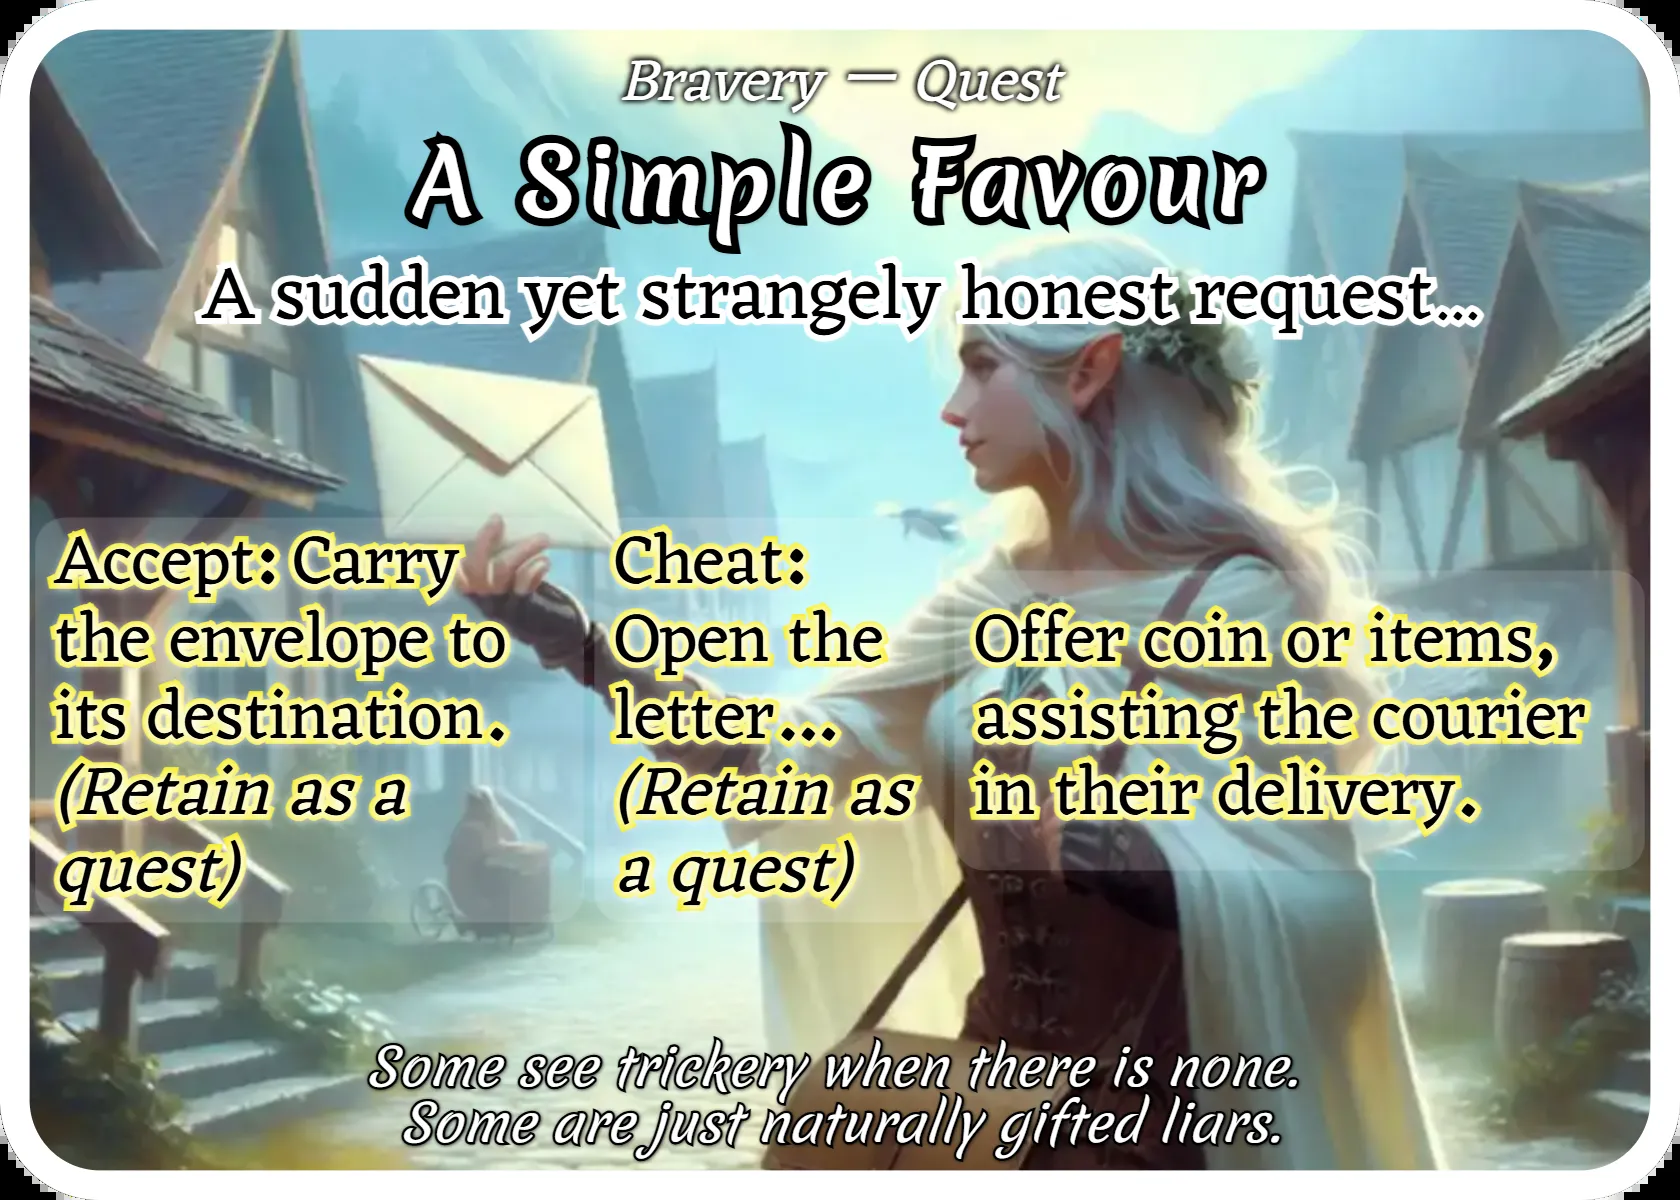 Bravery — Quest
A Simple Favour
A sudden yet strangely honest request...
Accept: Carry
the envelope to
its destination.
(Retain as a
quest)
Cheat:
Open the
letter...
(Retain as
a quest)
Offer coin or items,
assisting the courier
in their delivery.
Some see trickery when there is none.
Some are just naturally gifted liars.